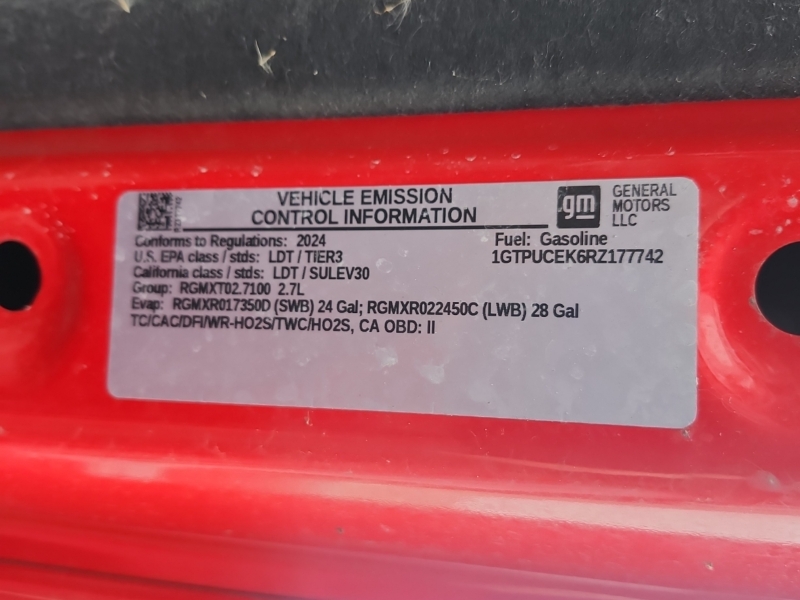 VEHICLE EMISSION
CONTROL INFORMATION
gm
GENERAL
MOTORS
LLC
Conforms to Regulations: 2024
Fuel: Gasoline
U.S. EPA class / stds: LDT / TIER3
1GTPUCEK6RZ177742
California class / stds: LDT / SULEV30
Group: RGMXT02.7100 2.7L
Evap: RGMXR017350D (SWB) 24 Gal; RGMXR022450C (LWB) 28 Gal
TC/CAC/DFI/WR-HO2S/TWC/HO2S, CA OBD: II